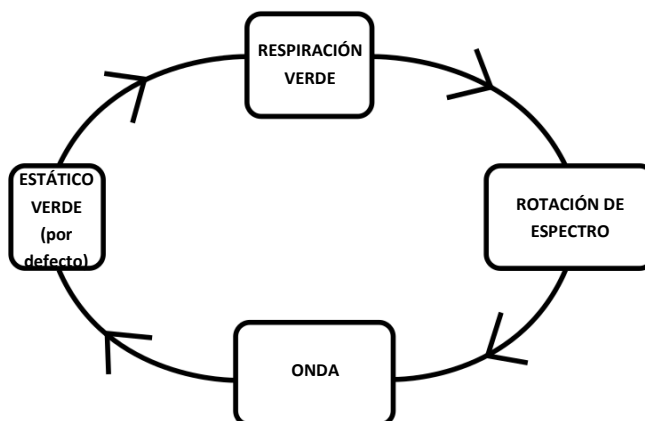 RESPIRACIÓN
VERDE
ESTÁTICO
VERDE
(por
defecto)
ROTACIÓN DE
ESPECTRO
ONDA